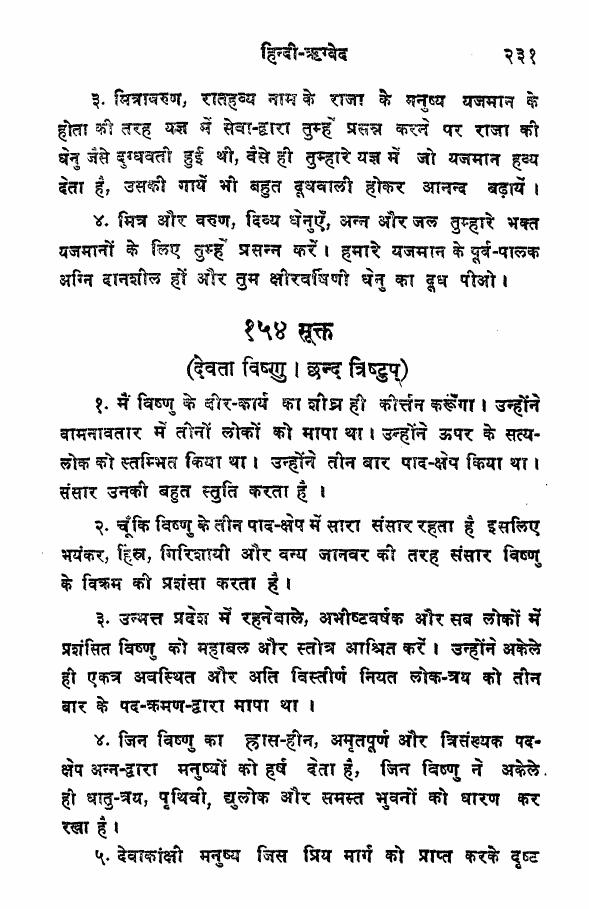 हिन्दी-ऋग्वेद २३१
३. मित्रावरुण, रातहव्य नाम के राजा के मनुष्य यजमान के
होता की तरह यज्ञ में सेवा-द्वारा तुम्हें प्रसन्न करने पर राजा की
धेनु जैसे दुग्धवती हुई थी, वैसे ही तुम्हारे यज्ञ में जो यजमान हव्य
देता है, उसकी गायें भी बहुत दूधवाली होकर आनन्द बढ़ायें।
४. मित्र और वरुण, दिव्य धेनुएँ, अन्न और जल तुम्हारे भक्त
यजमानों के लिए तुम्हें प्रसन्न करें। हमारे यजमान के पूर्व-पालक
अग्नि दानशील हों और तुम क्षीरवर्षिणी धेनु का दूध पीओ।
१५४ सूक्त
(देवता विष्णु। छन्द त्रिष्टुप्)
१. मैं विष्णु के वीर-कार्य का शीघ्र ही कीर्त्तन करूँगा। उन्होंने
वामनावतार में तीनों लोकों को मापा था। उन्होंने ऊपर के सत्य-
लोक को स्तम्भित किया था। उन्होंने तीन बार पाद-क्षेप किया था।
संसार उनकी बहुत स्तुति करता है।
२. चूँकि विष्णु के तीन पाद-क्षेप में सारा संसार रहता है इसलिए
भयंकर, हिंस्र, गिरिशायी और वन्य जानवर की तरह संसार विष्णु
के विक्रम की प्रशंसा करता है।
३. उन्मत्त प्रदेश में रहनेवाले, अभीष्टवर्षक और सब लोकों में
प्रशंसित विष्णु को महाबल और स्तोत्र आश्रित करें। उन्होंने अकेले
ही एकत्र अवस्थित और अति विस्तीर्ण नियत लोक-त्रय को तीन
बार के पद-क्रमण-द्वारा मापा था।
४. जिन विष्णु का ह्रास-हीन, अमृतपूर्ण और त्रिसंख्यक पद-
क्षेप अन्न-द्वारा मनुष्यों को हर्ष देता है, जिन विष्णु ने अकेले
ही धातु-त्रय, पृथिवी, द्युलोक और समस्त भुवनों को धारण कर
रखा है।
५. देवाकांक्षी मनुष्य जिस प्रिय मार्ग को प्राप्त करके दृष्ट